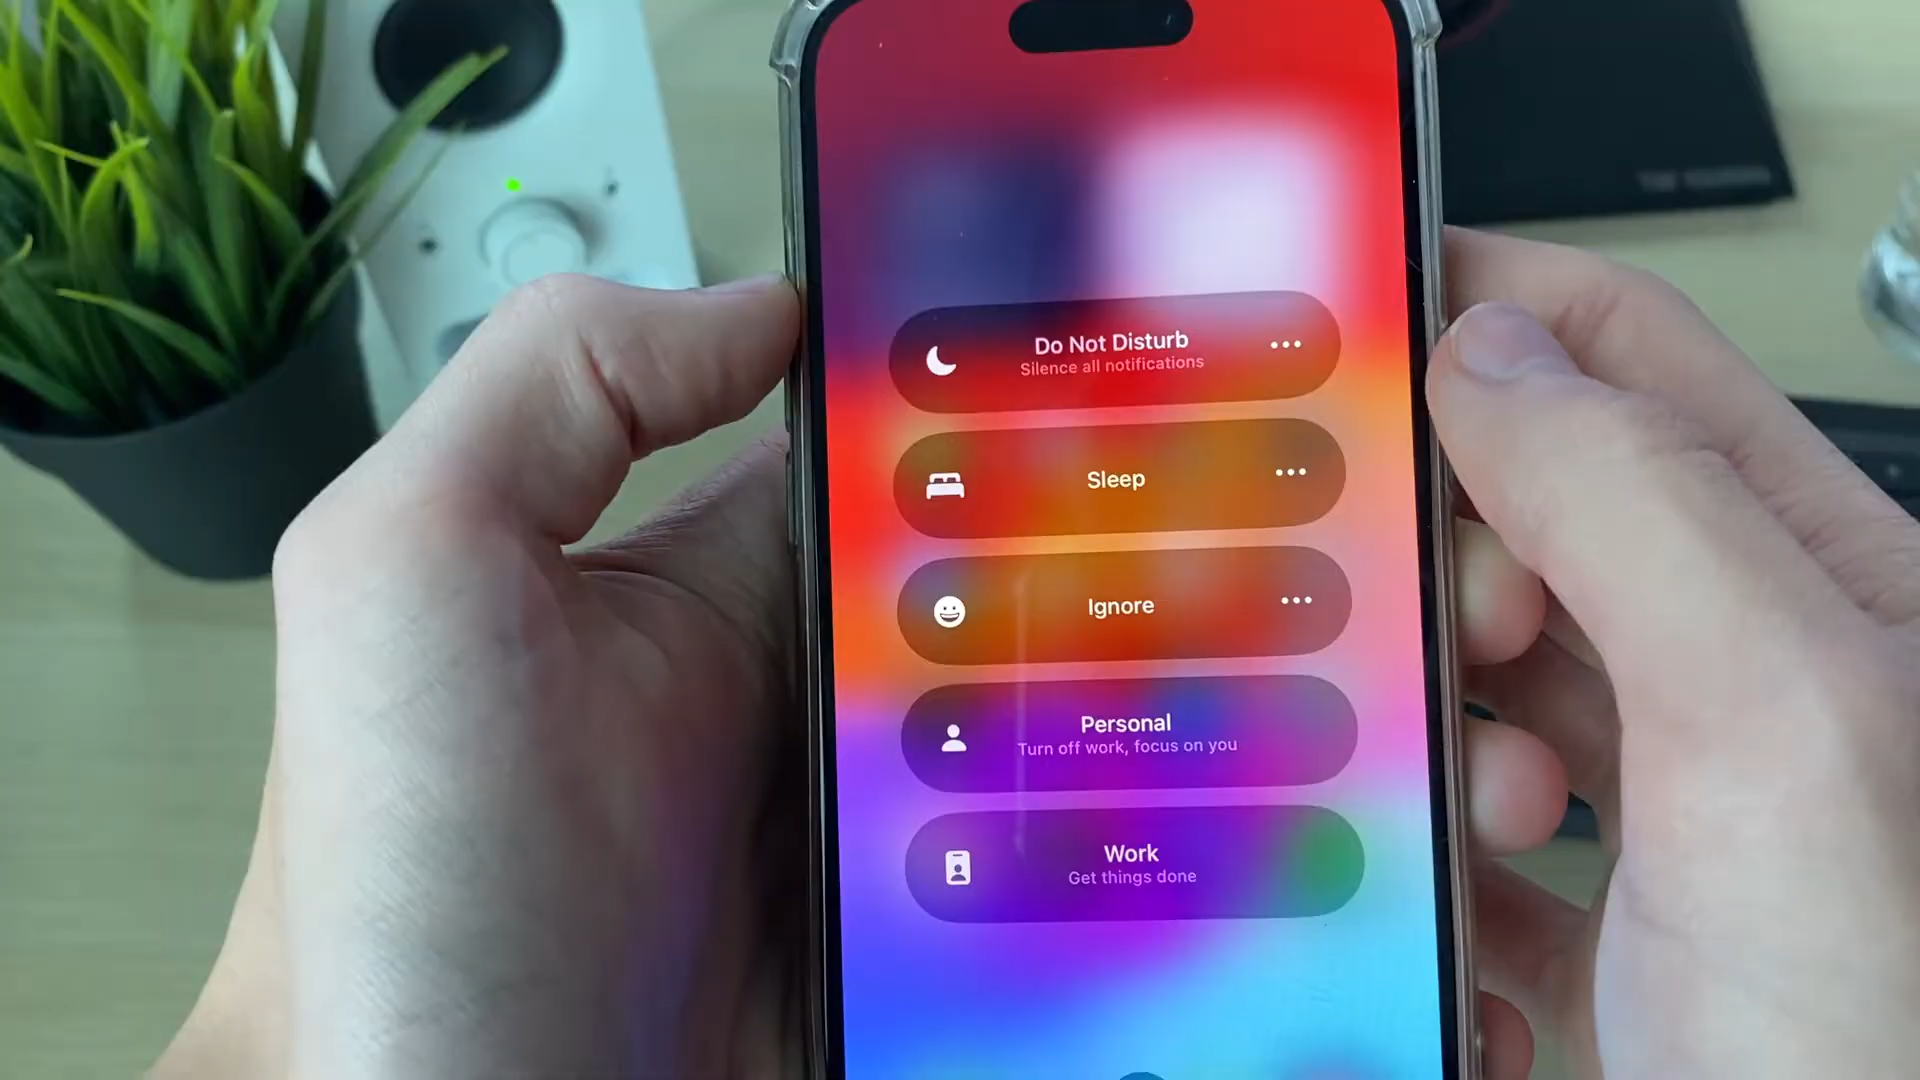 Do Not Disturb
Silence all notifications
Sleep
Ignore
Personal
Turn off work, focus on you
Work
Get things done